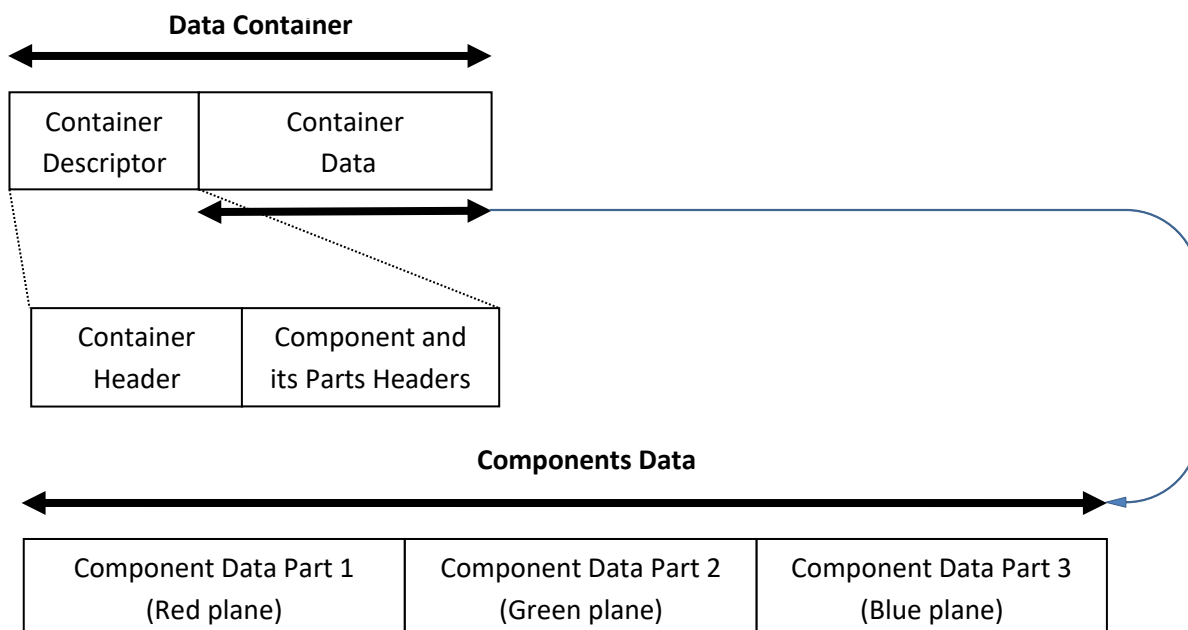 Data Container
Container
Descriptor
Container
Data
Container
Header
Component and
its Parts Headers
Components Data
Component Data Part 1
(Red plane)
Component Data Part 2
(Green plane)
Component Data Part 3
(Blue plane)